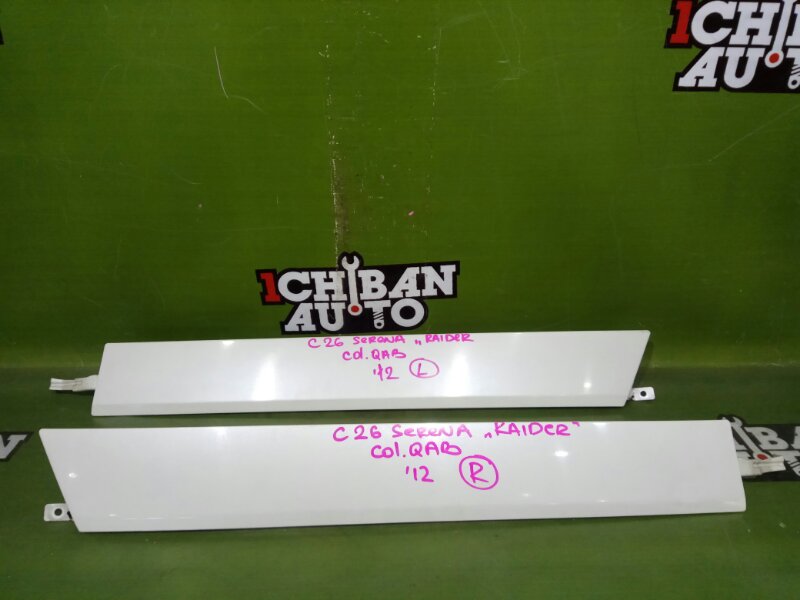 1CHIBAN
AUTO
1CHIBAN
AUTO
C26 SERENA „RAIDER
col. QAB
'12 L
C26 SERENA „RAIDER"
col. QAB
'12 R